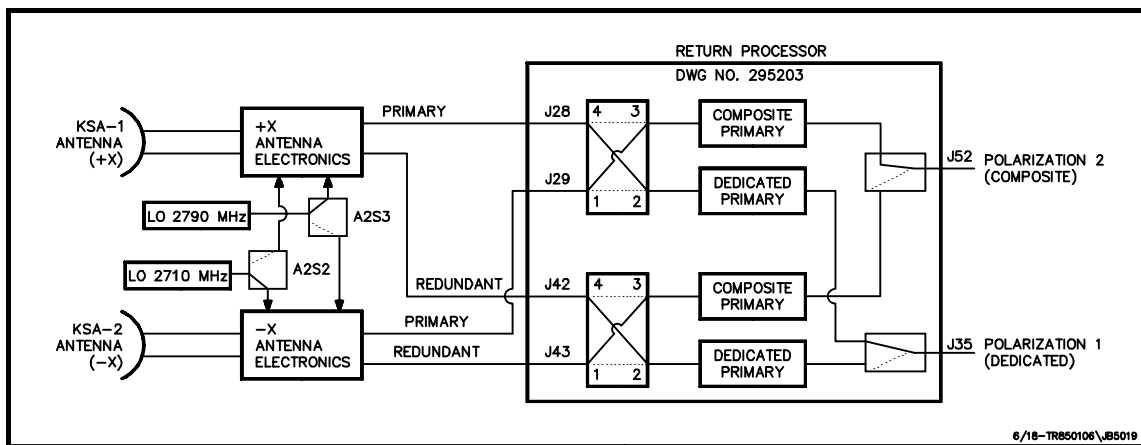 RETURN PROCESSOR
DWG NO. 295203
KSA-1
ANTENNA
(+X)
+X
ANTENNA
ELECTRONICS
PRIMARY
J28
4 3
1 2
J29
COMPOSITE
PRIMARY
DEDICATED
PRIMARY
J52
POLARIZATION 2
(COMPOSITE)
LO 2790 MHz
A2S3
LO 2710 MHz
A2S2
REDUNDANT
J42
4 3
1 2
COMPOSITE
PRIMARY
KSA-2
ANTENNA
(-X)
-X
ANTENNA
ELECTRONICS
PRIMARY
REDUNDANT
J43
DEDICATED
PRIMARY
J35
POLARIZATION 1
(DEDICATED)
6/18-TR850106\JB5019